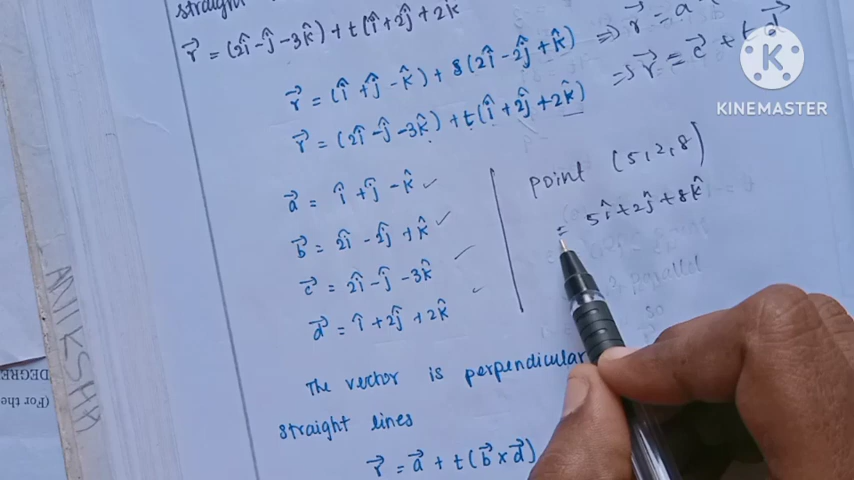 straight
r⃗ = (2î - ĵ - 3k̂) + t(î + 2ĵ + 2k̂
r⃗ = (î + ĵ - k̂) + s(2î - 2ĵ + k̂) ⇒ r⃗ = a
r⃗ = (2î - ĵ - 3k̂) + t(î + 2ĵ + 2k̂) ⇒ r⃗ = c⃗ + t d⃗
KINEMASTER
a⃗ = î + ĵ - k̂ ✓
b⃗ = 2î - 2ĵ + k̂ ✓
c⃗ = 2î - ĵ - 3k̂ ✓
d⃗ = î + 2ĵ + 2k̂ ✓
point (5, 2, 8)
= 5î + 2ĵ + 8k̂
The vector is perpendicular
straight lines
r⃗ = a⃗ + t(b⃗ × d⃗)
ANIKSHA
DEGRE
(For the